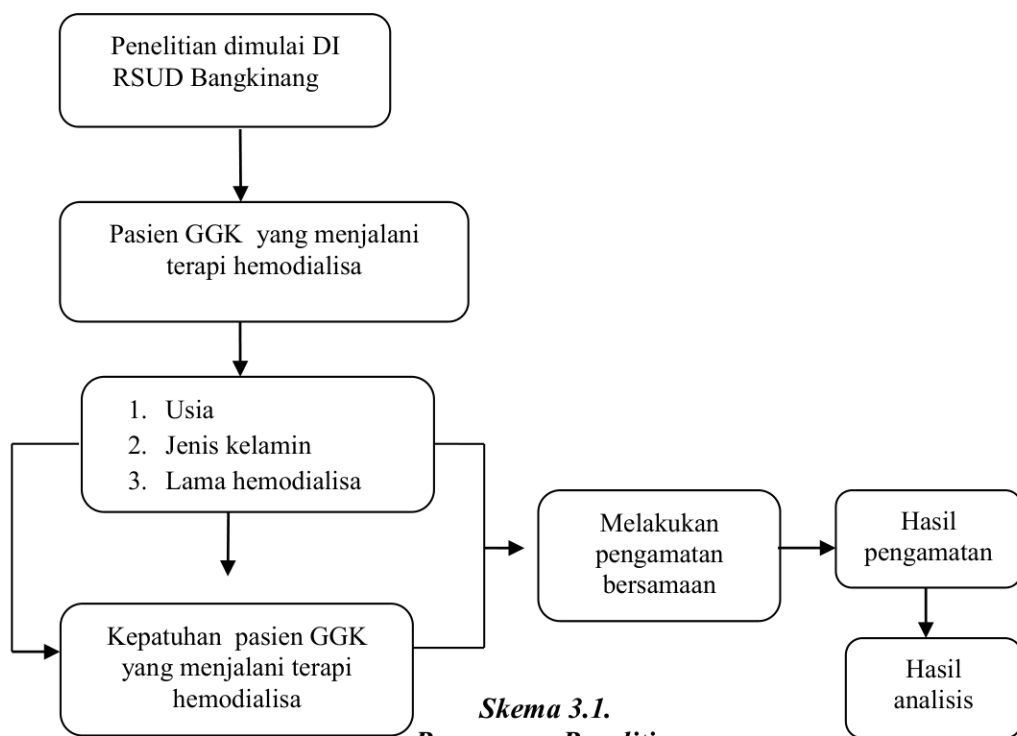 Penelitian dimulai DI
RSUD Bangkinang
Pasien GGK yang menjalani
terapi hemodialisa
1. Usia
2. Jenis kelamin
3. Lama hemodialisa
Kepatuhan pasien GGK
yang menjalani terapi
hemodialisa
Melakukan
pengamatan
bersamaan
Hasil
pengamatan
Hasil
analisis
Skema 3.1.